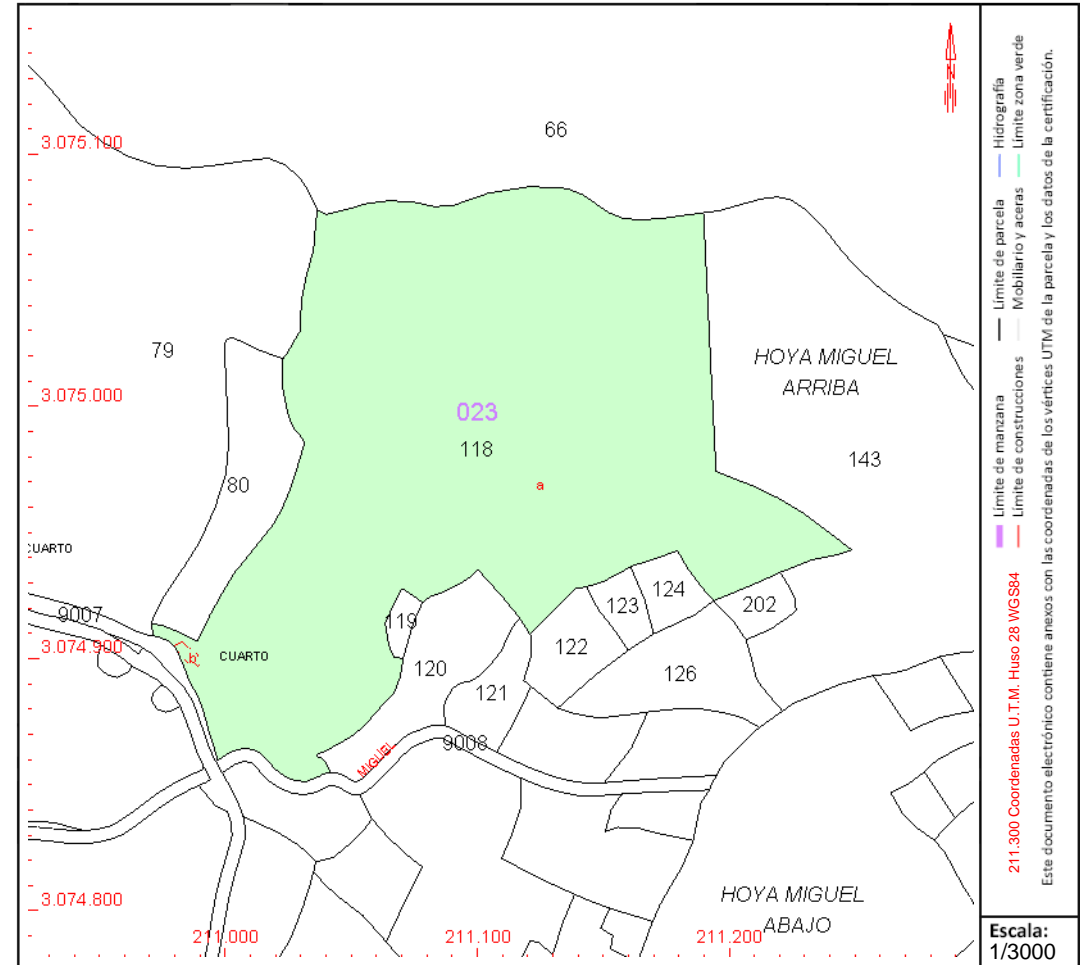 66
3.075.100
N
79
HOYA MIGUEL
ARRIBA
3.075.000
023
118
143
80
a
CUARTO
9007
119
123
124
202
122
3.074.900
b
CUARTO
120
126
121
MIGUEL
9008
3.074.800
HOYA MIGUEL
ABAJO
211.000
211.100
211.200
211.300 Coordenadas U.T.M. Huso 28 WGS84
Límite de manzana
Límite de parcela
Hidrografía
Límite de construcciones
Mobiliario y aceras
Límite zona verde
Este documento electrónico contiene anexos con las coordenadas de los vértices UTM de la parcela y los datos de la certificación.
Escala:
1/3000